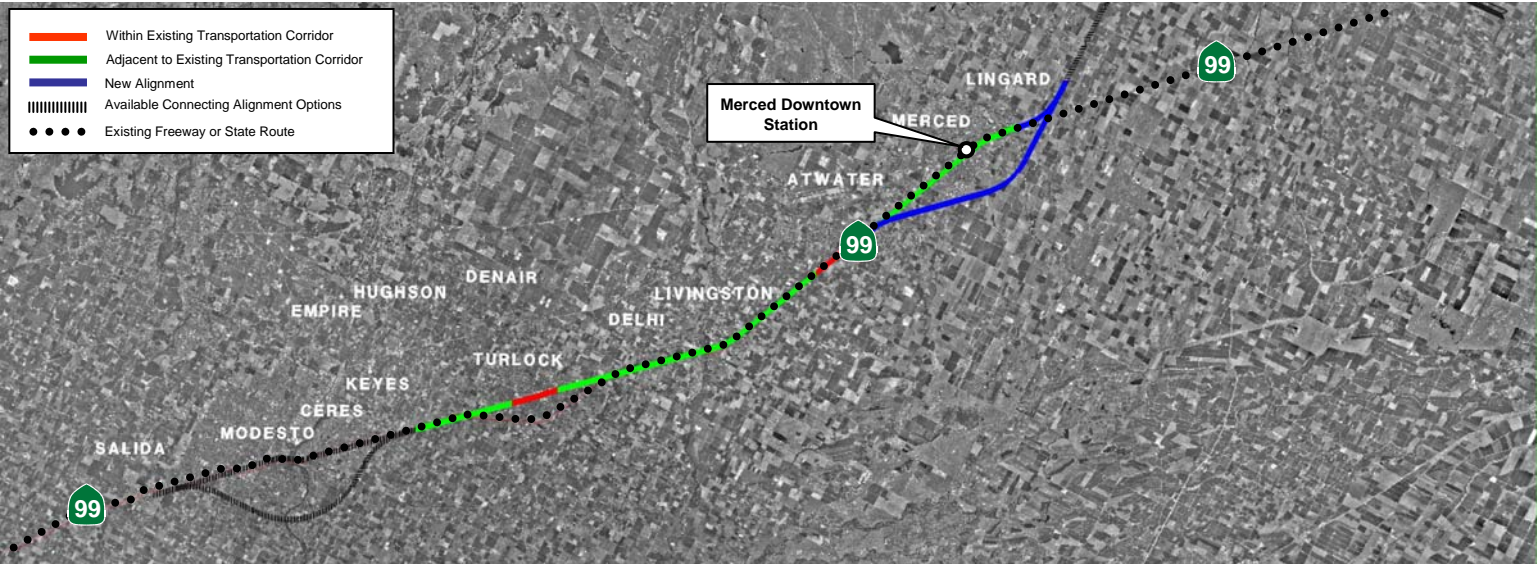 Within Existing Transportation Corridor
Adjacent to Existing Transportation Corridor
New Alignment
Available Connecting Alignment Options
Existing Freeway or State Route
99
LINGARD
Merced Downtown
Station
MERCED
ATWATER
99
DENAIR
HUGHSON
LIVINGSTON
EMPIRE
DELHI
TURLOCK
KEYES
CERES
MODESTO
SALIDA
99